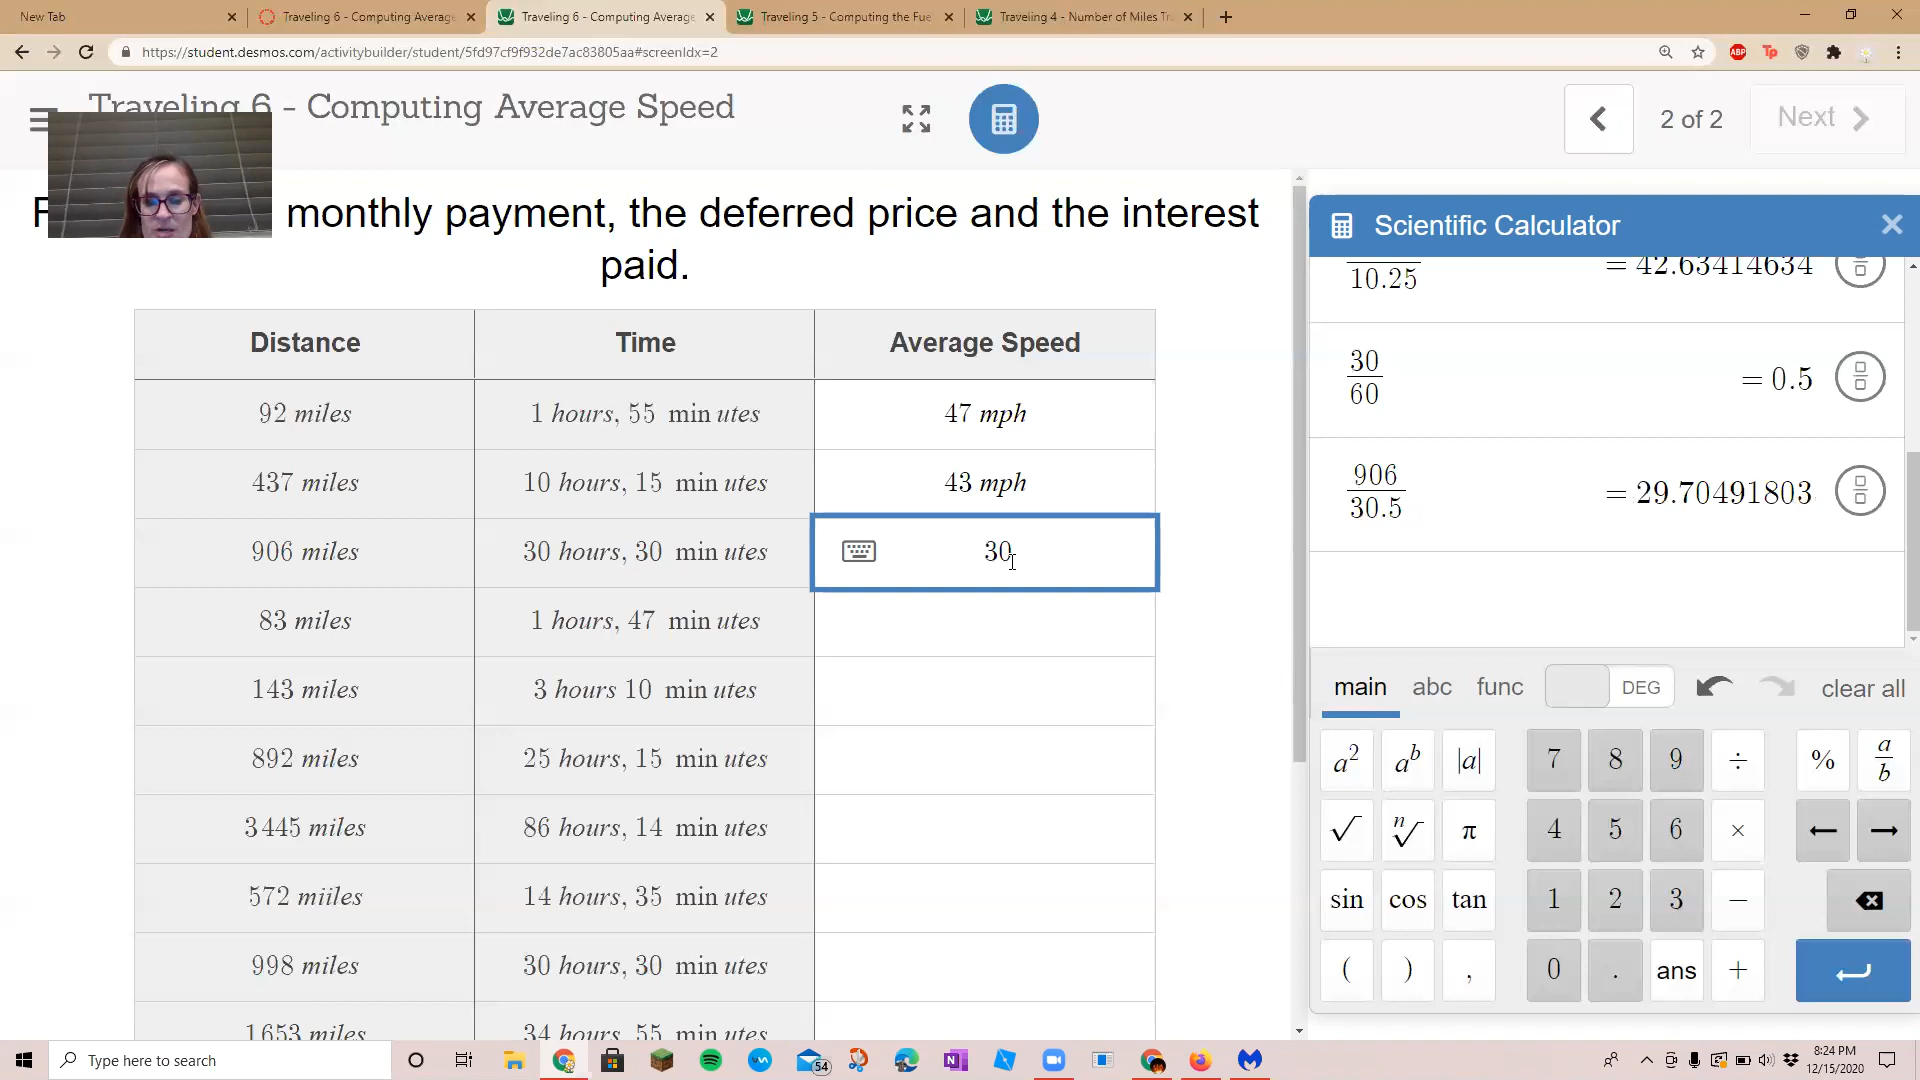 New Tab
Traveling 6 - Computing Average
Traveling 6 - Computing Average
Traveling 5 - Computing the Fue
Traveling 4 - Number of Miles Tr
https://student.desmos.com/activitybuilder/student/5fd97cf9f932de7ac83805aa#screenIdx=2
ABP
Tp
Traveling 6 - Computing Average Speed
2 of 2
Next
monthly payment, the deferred price and the interest
paid.
Distance Time Average Speed
92 miles 1 hours, 55 min utes 47 mph
437 miles 10 hours, 15 min utes 43 mph
906 miles 30 hours, 30 min utes 30
83 miles 1 hours, 47 min utes
143 miles 3 hours 10 min utes
892 miles 25 hours, 15 min utes
3445 miles 86 hours, 14 min utes
572 miiles 14 hours, 35 min utes
998 miles 30 hours, 30 min utes
1653 miles 34 hours, 55 min utes
Scientific Calculator
10.25 = 42.63414634
30/60 = 0.5
906/30.5 = 29.70491803
main abc func DEG clear all
a² aᵇ |a| 7 8 9 ÷ % a/b
√ ⁿ√ π 4 5 6 × ← →
sin cos tan 1 2 3 −
( ) , 0 . ans +
Type here to search
54
8:24 PM
12/15/2020